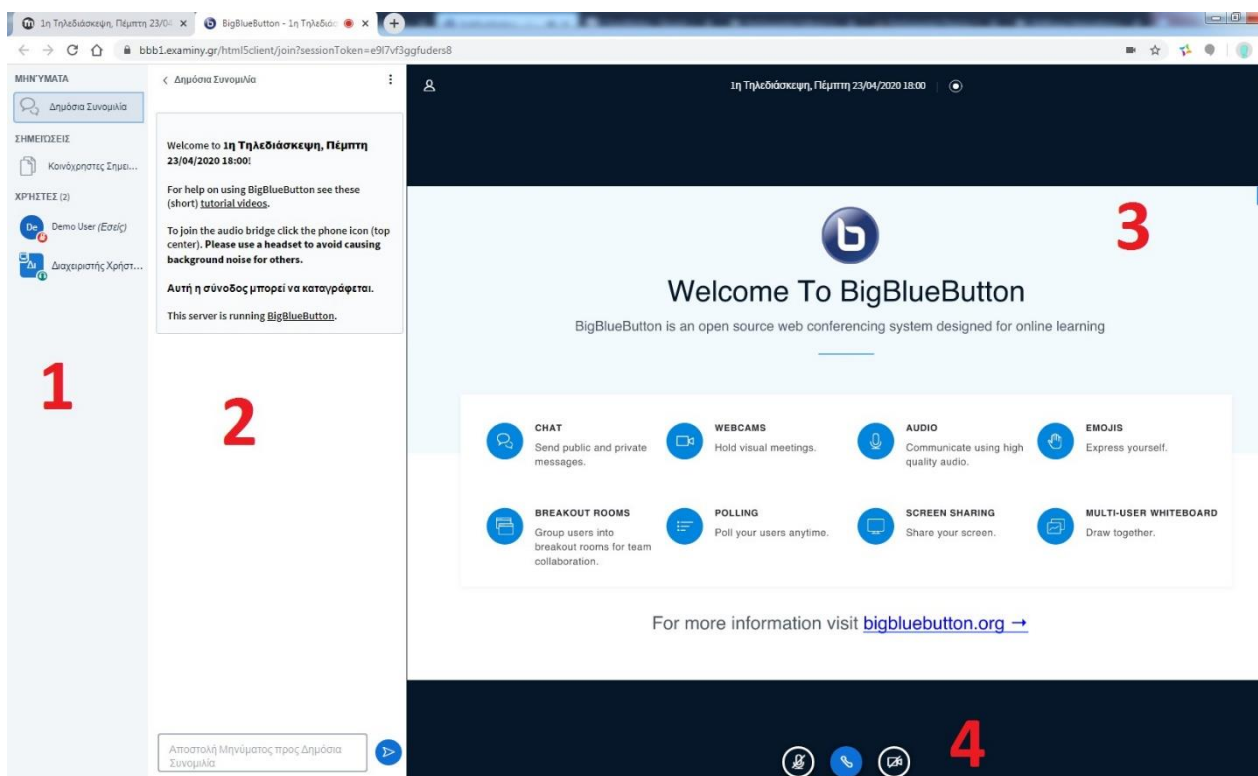 1η Τηλεδιάσκεψη, Πέμπτη 23/04
BigBlueButton - 1η Τηλεδιάσ
bbb1.examiny.gr/html5client/join?sessionToken=e9l7vf3ggfuders8
ΜΗΝΎΜΑΤΑ
Δημόσια Συνομιλία
ΣΗΜΕΙΏΣΕΙΣ
Κοινόχρηστες Σημει...
ΧΡΉΣΤΕΣ (2)
De
Demo User (Εσείς)
Δι
Διαχειριστής Χρήστ...
1
Δημόσια Συνομιλία
Welcome to 1η Τηλεδιάσκεψη, Πέμπτη
23/04/2020 18:00!
For help on using BigBlueButton see these
(short) tutorial videos.
To join the audio bridge click the phone icon (top
center). Please use a headset to avoid causing
background noise for others.
Αυτή η σύνοδος μπορεί να καταγράφεται.
This server is running BigBlueButton.
2
Αποστολή Μηνύματος προς Δημόσια
Συνομιλία
1η Τηλεδιάσκεψη, Πέμπτη 23/04/2020 18:00
3
b
Welcome To BigBlueButton
BigBlueButton is an open source web conferencing system designed for online learning
CHAT
Send public and private
messages.
WEBCAMS
Hold visual meetings.
AUDIO
Communicate using high
quality audio.
EMOJIS
Express yourself.
BREAKOUT ROOMS
Group users into
breakout rooms for team
collaboration.
POLLING
Poll your users anytime.
SCREEN SHARING
Share your screen.
MULTI-USER WHITEBOARD
Draw together.
For more information visit bigbluebutton.org →
4